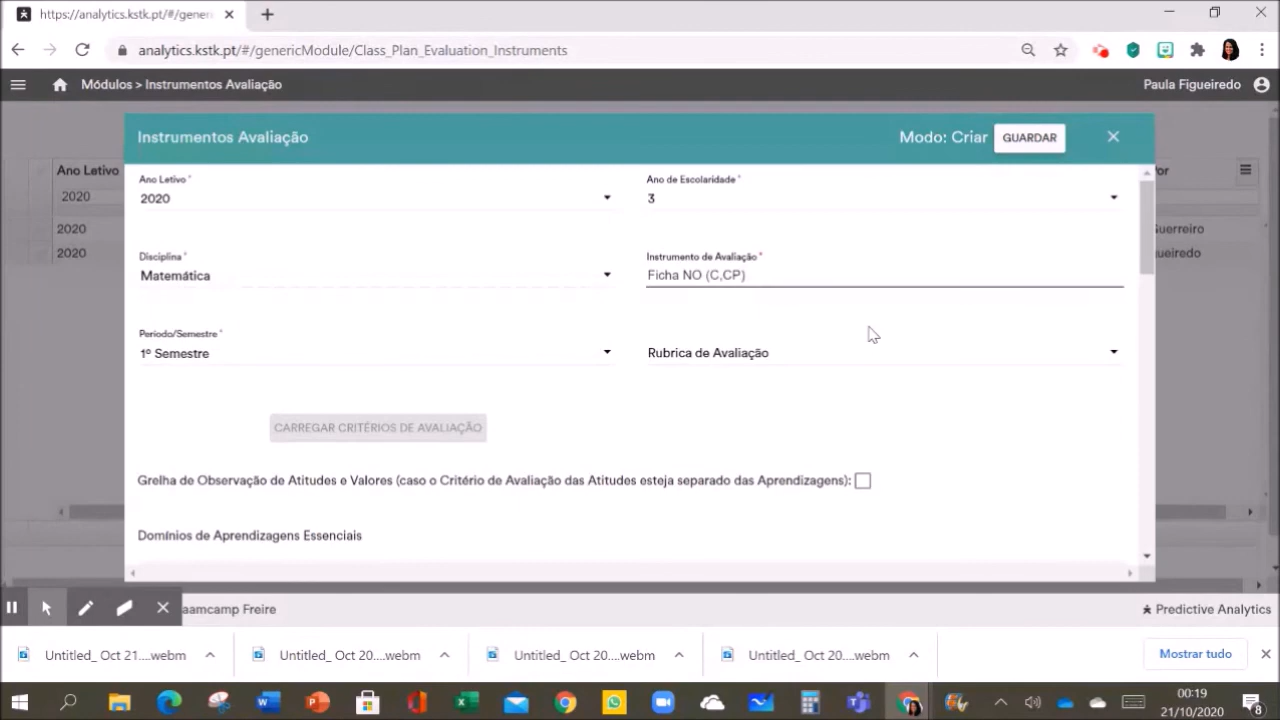 https://analytics.kstk.pt/#/gener
analytics.kstk.pt/#/genericModule/Class_Plan_Evaluation_Instruments
Módulos > Instrumentos Avaliação
Paula Figueiredo
Instrumentos Avaliação
Modo: Criar
GUARDAR
Ano Letivo
2020
2020
2020
Por
Guerreiro
ueiredo
Ano Letivo *
2020
Ano de Escolaridade *
3
Disciplina *
Matemática
Instrumento de Avaliação *
Ficha NO (C,CP)
Período/Semestre *
1º Semestre
Rubrica de Avaliação
CARREGAR CRITÉRIOS DE AVALIAÇÃO
Grelha de Observação de Atitudes e Valores (caso o Critério de Avaliação das Atitudes esteja separado das Aprendizagens):
Domínios de Aprendizagens Essenciais
aamcamp Freire
Predictive Analytics
Untitled_ Oct 21....webm
Untitled_ Oct 20....webm
Untitled_ Oct 20....webm
Untitled_ Oct 20....webm
Mostrar tudo
00:19
21/10/2020
8